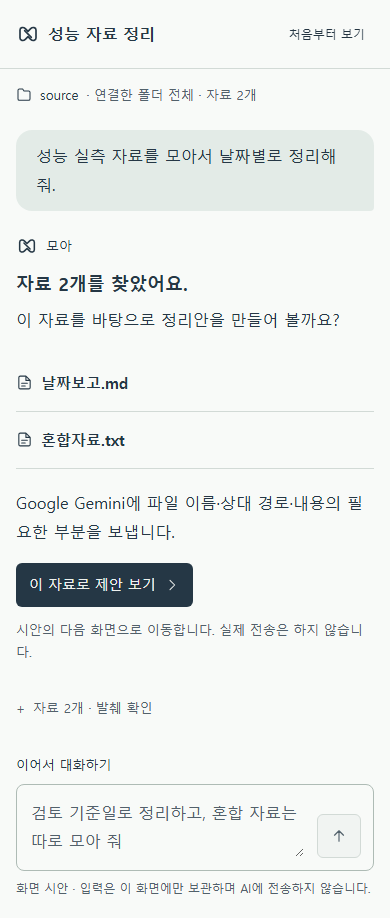 성능 자료 정리
처음부터 보기
source · 연결한 폴더 전체 · 자료 2개
성능 실측 자료를 모아서 날짜별로 정리해
줘.
모아
자료 2개를 찾았어요.
이 자료를 바탕으로 정리안을 만들어 볼까요?
날짜보고.md
혼합자료.txt
Google Gemini에 파일 이름·상대 경로·내용의 필
요한 부분을 보냅니다.
이 자료로 제안 보기
시안의 다음 화면으로 이동합니다. 실제 전송은 하지 않습니
다.
+ 자료 2개 · 발췌 확인
이어서 대화하기
검토 기준일로 정리하고, 혼합 자료는
따로 모아 줘
화면 시안 · 입력은 이 화면에만 보관하며 AI에 전송하지 않습니다.